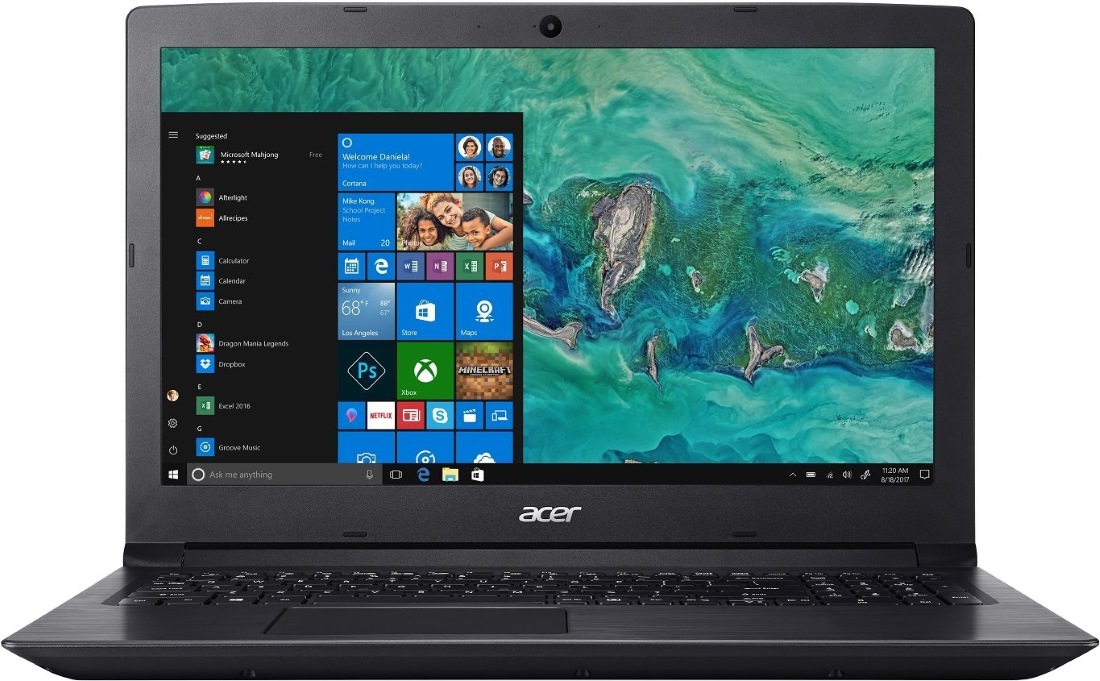 Suggested
Microsoft Mahjong
Free
A
Afterlight
Allrecipes
C
Calculator
Calendar
Camera
D
Dragon Mania Legends
Dropbox
E
Excel 2016
G
Groove Music
Welcome Daniela!
How can I help you today?
Cortana
Mike Kong
School Project
Notes
Mail 20
Photos
Sunny
68°F 88°
67°
Los Angeles
Store
Maps
Ps
Xbox
MINECRAFT
NETFLIX
Ask me anything
11:20 AM
8/18/2017
acer